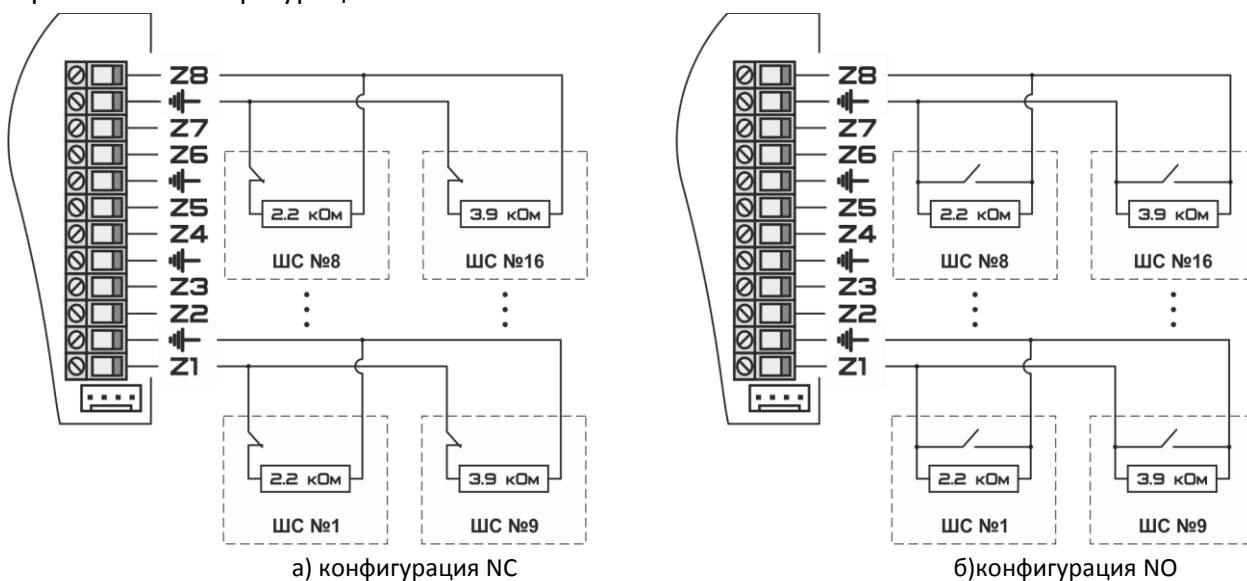 Z8
Z7
Z6
Z5
Z4
Z3
Z2
Z1
2.2 кОм
3.9 кОм
ШС №8
ШС №16
2.2 кОм
3.9 кОм
ШС №1
ШС №9
а) конфигурация NC
Z8
Z7
Z6
Z5
Z4
Z3
Z2
Z1
2.2 кОм
3.9 кОм
ШС №8
ШС №16
2.2 кОм
3.9 кОм
ШС №1
ШС №9
б)конфигурация NO